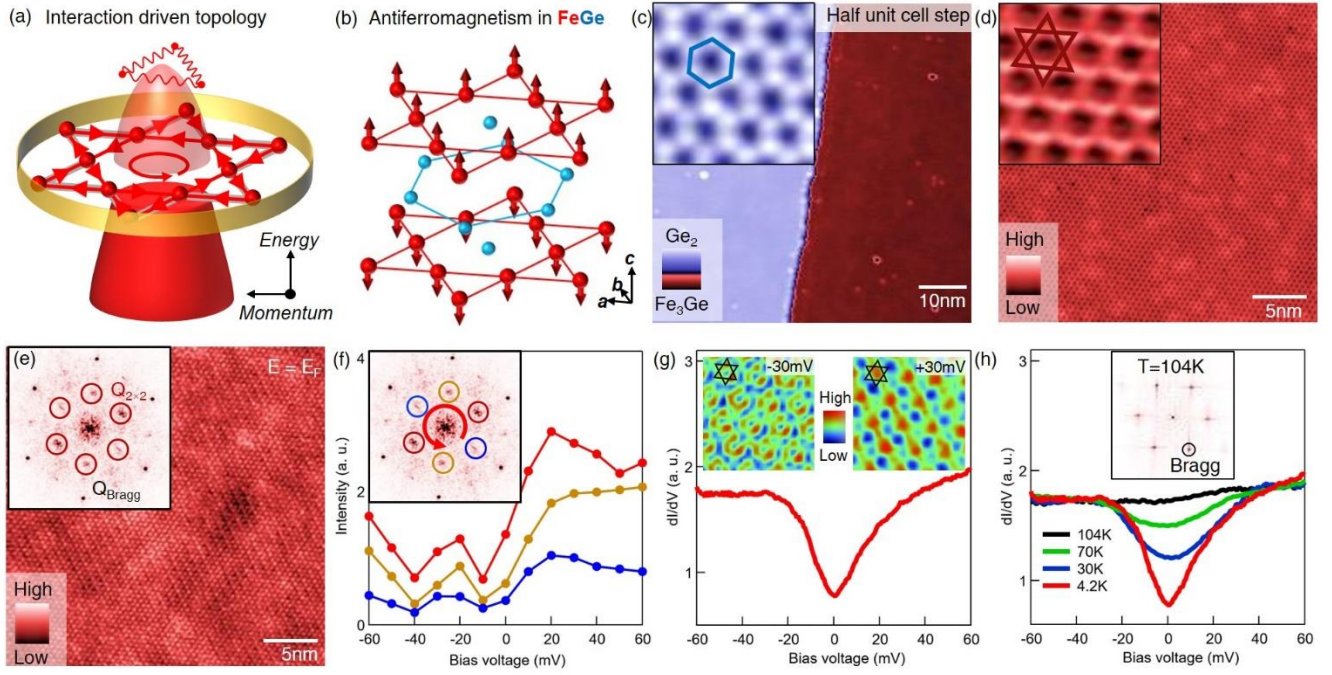 (a) Interaction driven topology
Energy
Momentum
(b) Antiferromagnetism in FeGe
c
b
a
(c)
Half unit cell step
Ge₂
Fe₃Ge
10nm
(d)
High
Low
5nm
(e)
E = E_F
Q₂ₓ₂
Q_Bragg
High
Low
5nm
(f)
Intensity (a. u.)
4
2
0
-60 -40 -20 0 20 40 60
Bias voltage (mV)
(g)
-30mV
+30mV
High
Low
dI/dV (a. u.)
3
2
1
-60 -40 -20 0 20 40 60
Bias voltage (mV)
(h)
T=104K
Bragg
dI/dV (a. u.)
3
2
1
104K
70K
30K
4.2K
-60 -40 -20 0 20 40 60
Bias voltage (mV)